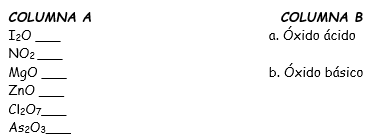 COLUMNA A COLUMNA B
I₂O ___ a. Óxido ácido
NO₂ ___
MgO ___ b. Óxido básico
ZnO ___
Cl₂O₇___
As₂O₃___